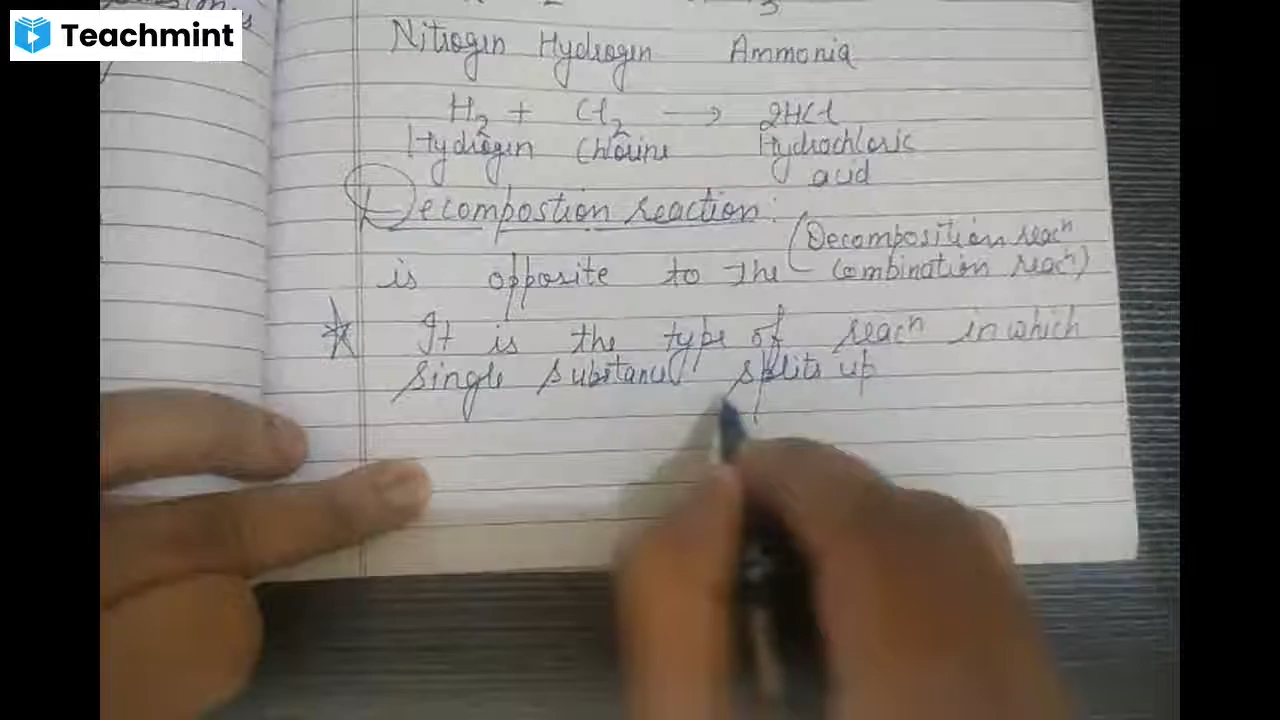 Teachmint
Nitrogen Hydrogen Ammonia
H2 + Cl2 → 2HCl
Hydrogen Chlorine Hydrochloric
acid
Decompostion reaction:
(Decomposition reacn
is opposite to the combination reacn)
It is the type of reacn in which
single substance splits up